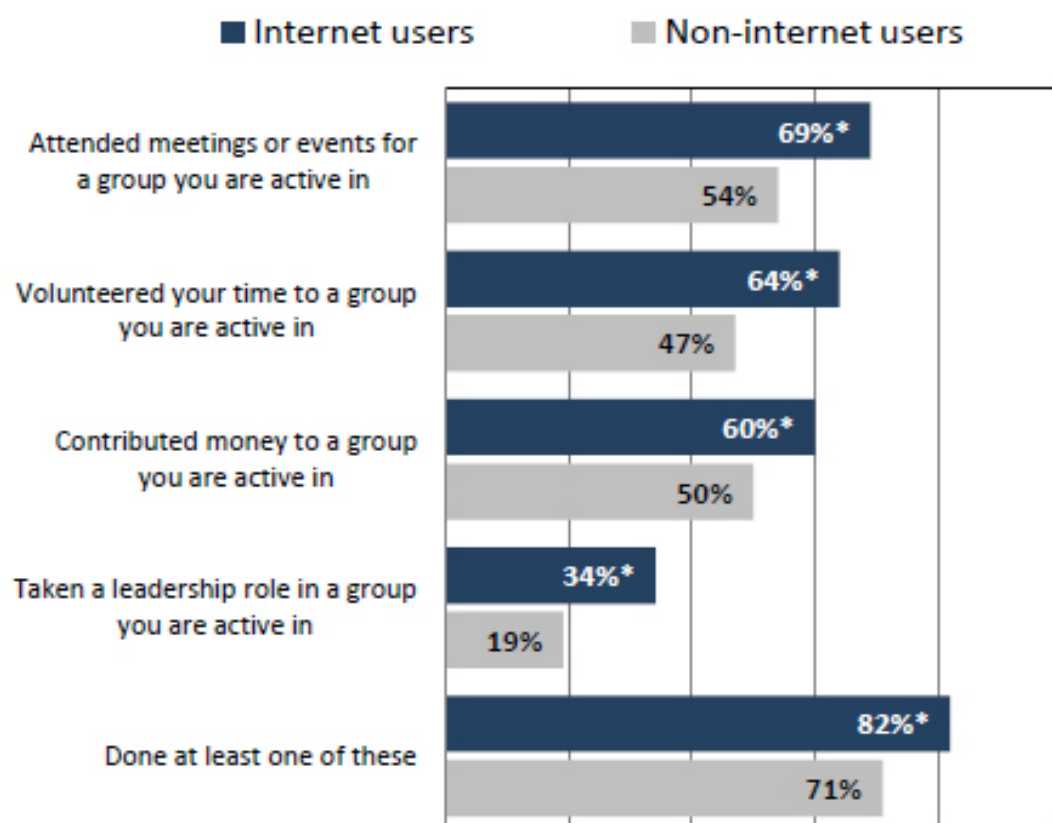 Internet users Non-internet users
Attended meetings or events for
a group you are active in
69%*
54%
Volunteered your time to a group
you are active in
64%*
47%
Contributed money to a group
you are active in
60%*
50%
Taken a leadership role in a group
you are active in
34%*
19%
Done at least one of these
82%*
71%